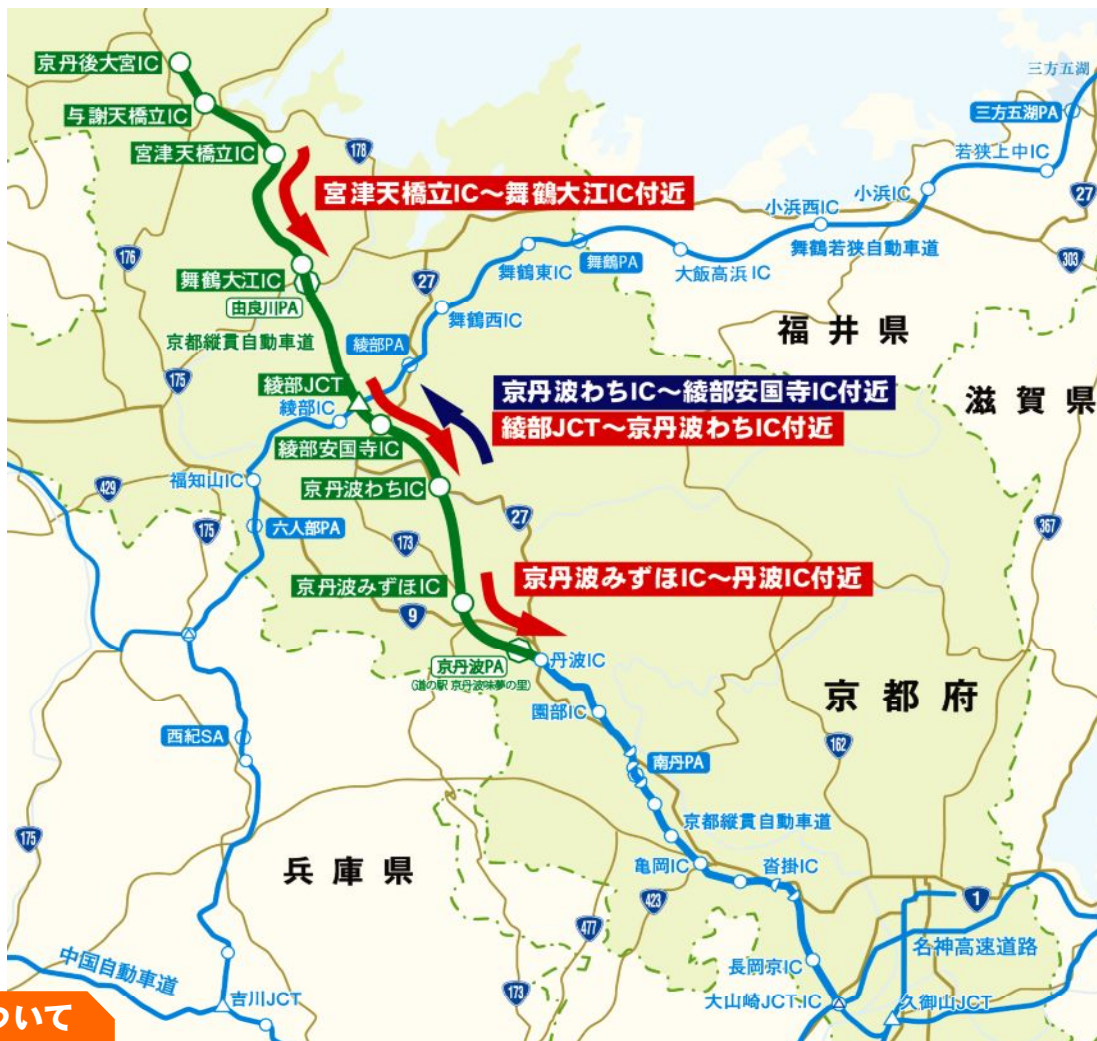 京丹後大宮IC
与謝天橋立IC
宮津天橋立IC
178
宮津天橋立IC～舞鶴大江IC付近
三方五湖
三方五湖PA
若狭上中IC
小浜IC
27
小浜西IC
舞鶴若狭自動車道
303
大飯高浜IC
舞鶴PA
舞鶴東IC
176
舞鶴大江IC
由良川PA
27
舞鶴西IC
京都縦貫自動車道
175
綾部PA
福井県
滋賀県
綾部JCT
綾部IC
京丹波わちIC～綾部安国寺IC付近
綾部JCT～京丹波わちIC付近
綾部安国寺IC
福知山IC
京丹波わちIC
429
175
六人部PA
27
367
173
京丹波みずほIC～丹波IC付近
京丹波みずほIC
9
京丹波PA
(道の駅 京丹波味夢の里)
丹波IC
京都府
園部IC
162
西紀SA
南丹PA
175
京都縦貫自動車道
兵庫県
亀岡IC
沓掛IC
423
1
477
名神高速道路
長岡京IC
中国自動車道
173
吉川JCT
大山崎JCT.IC
久御山JCT
ついて